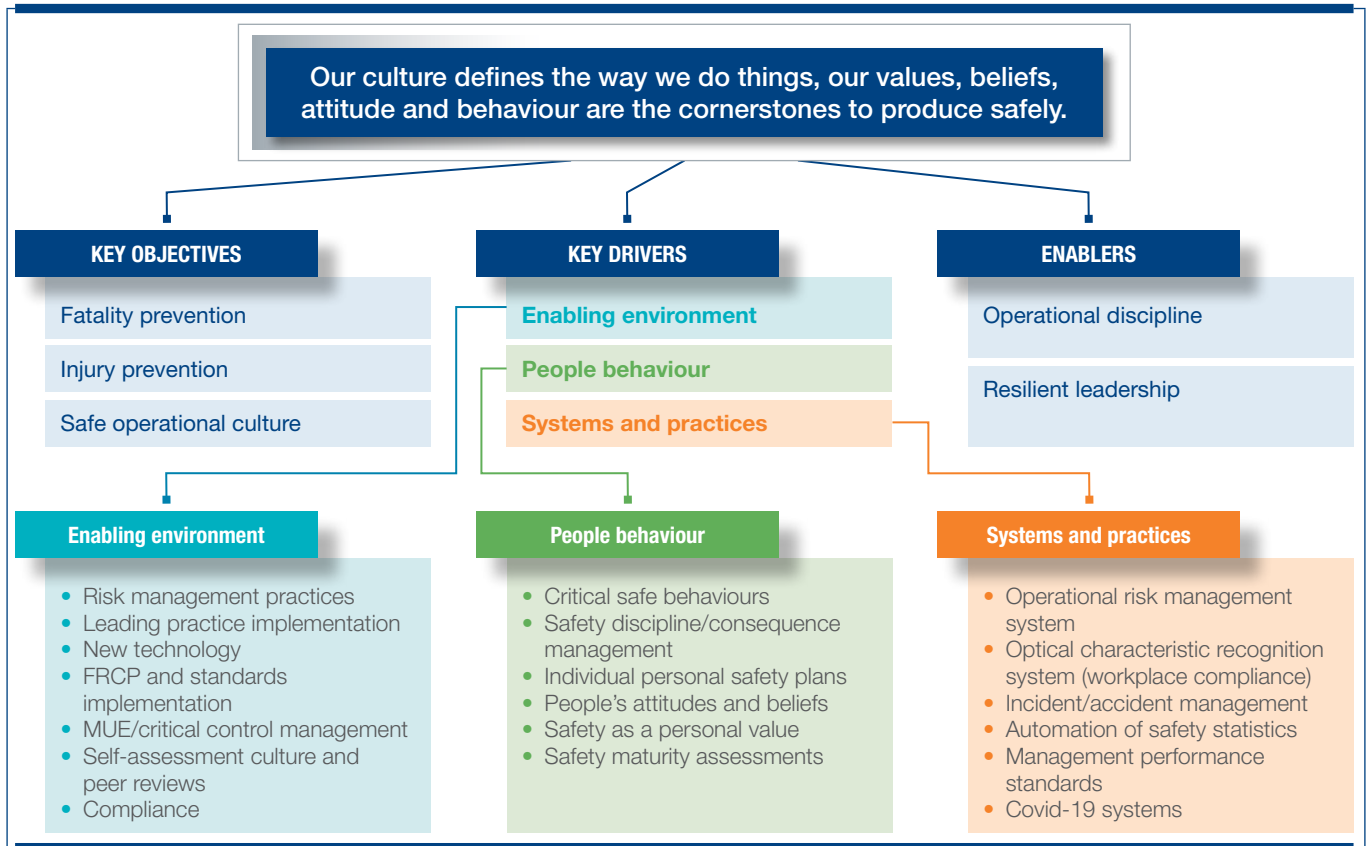 Our culture defines the way we do things, our values, beliefs,
attitude and behaviour are the cornerstones to produce safely.
KEY OBJECTIVES
Fatality prevention
Injury prevention
Safe operational culture
KEY DRIVERS
Enabling environment
People behaviour
Systems and practices
ENABLERS
Operational discipline
Resilient leadership
Enabling environment
• Risk management practices
• Leading practice implementation
• New technology
• FRCP and standards
implementation
• MUE/critical control management
• Self-assessment culture and
peer reviews
• Compliance
People behaviour
• Critical safe behaviours
• Safety discipline/consequence
management
• Individual personal safety plans
• People's attitudes and beliefs
• Safety as a personal value
• Safety maturity assessments
Systems and practices
• Operational risk management
system
• Optical characteristic recognition
system (workplace compliance)
• Incident/accident management
• Automation of safety statistics
• Management performance
standards
• Covid-19 systems